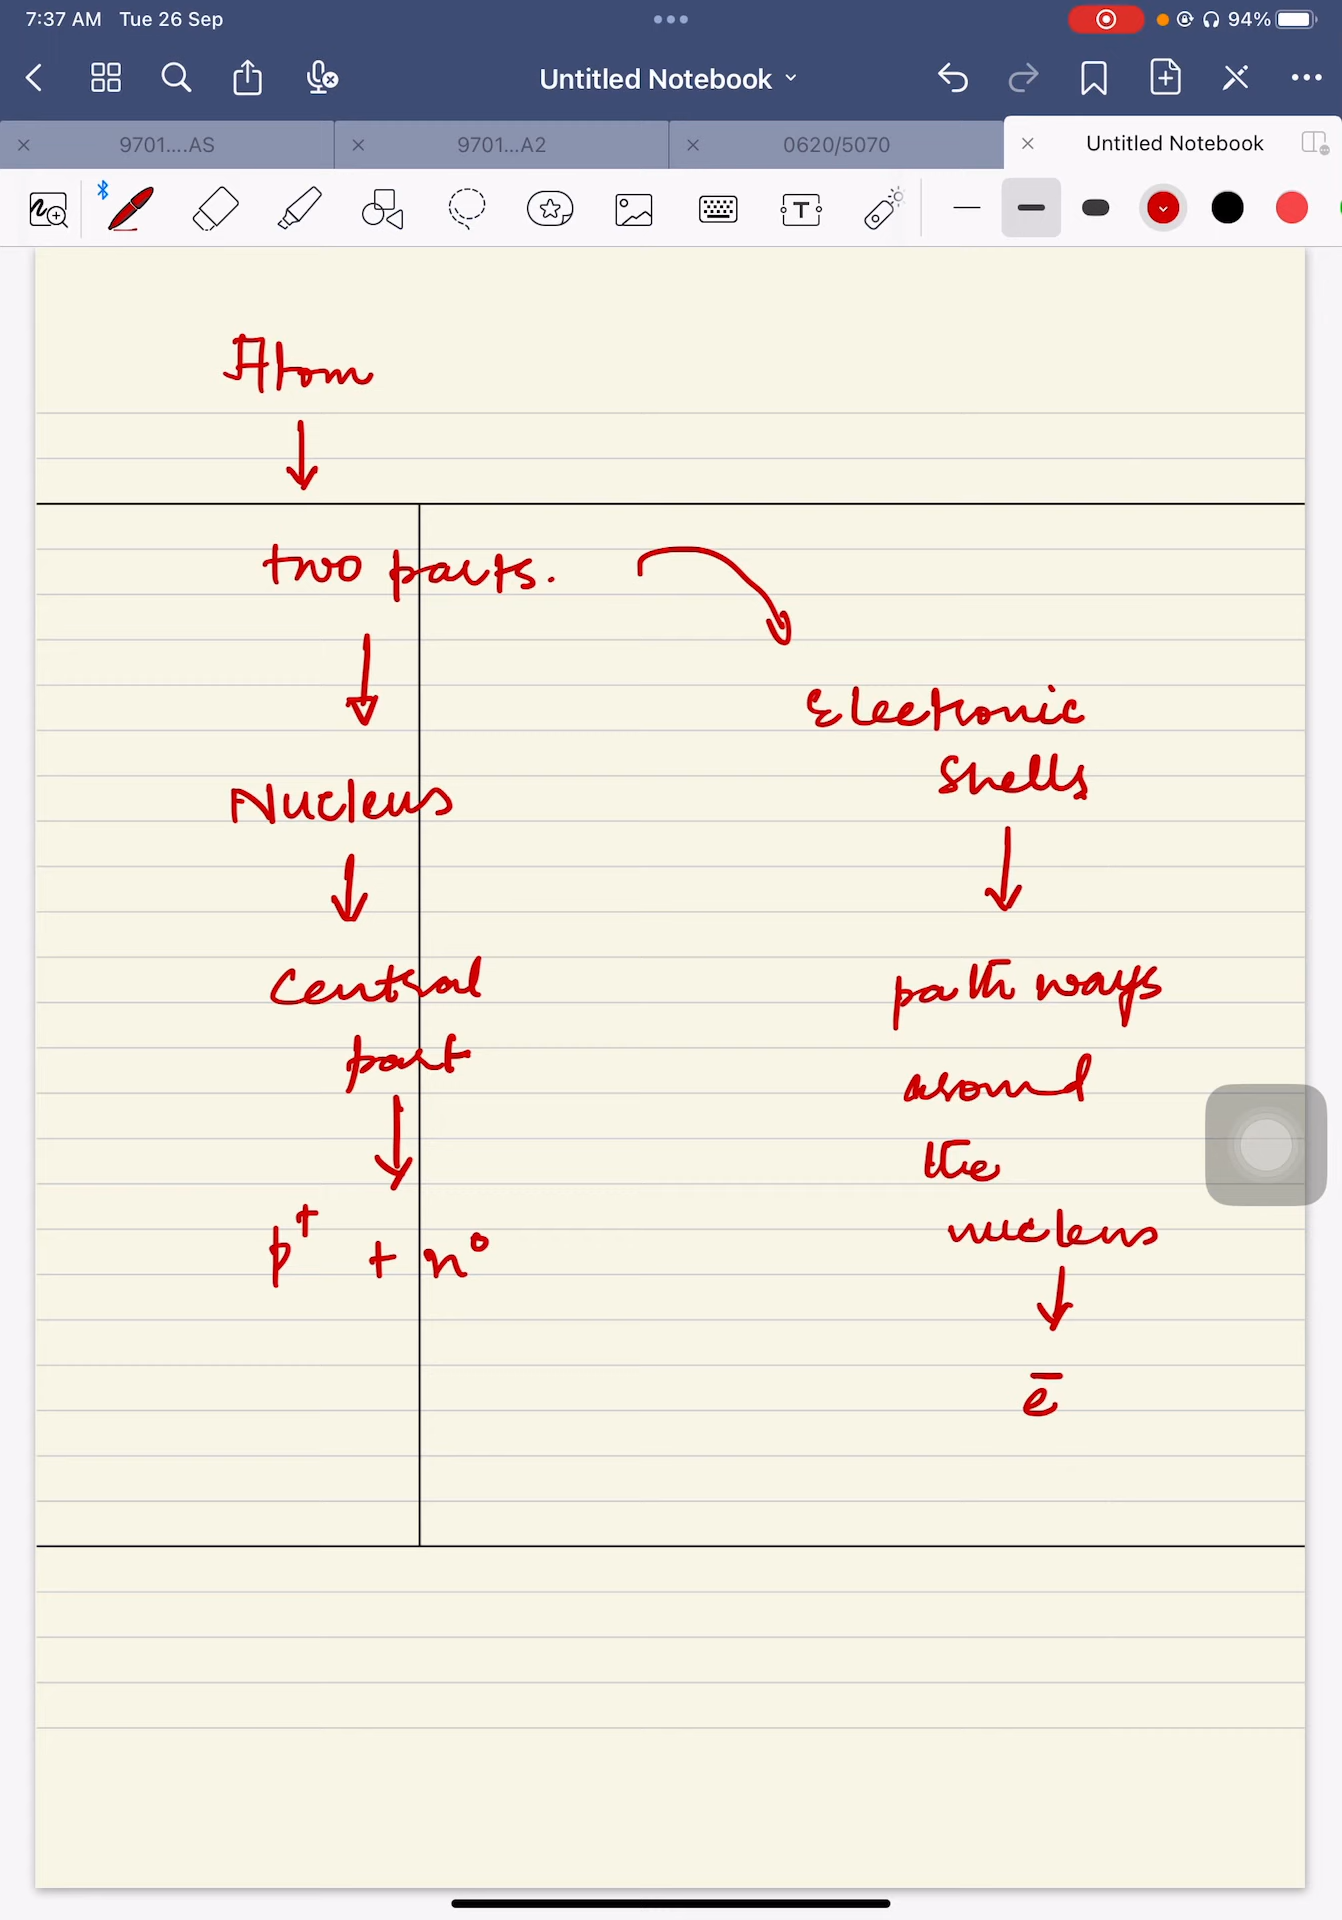 7:37 AM Tue 26 Sep
94%
Untitled Notebook
9701....AS
9701...A2
0620/5070
Untitled Notebook
T
Atom
two parts.
Electronic
Shells
Nucleus
Central
part
path ways
around
the
nucleus
p⁺ + n⁰
e̅